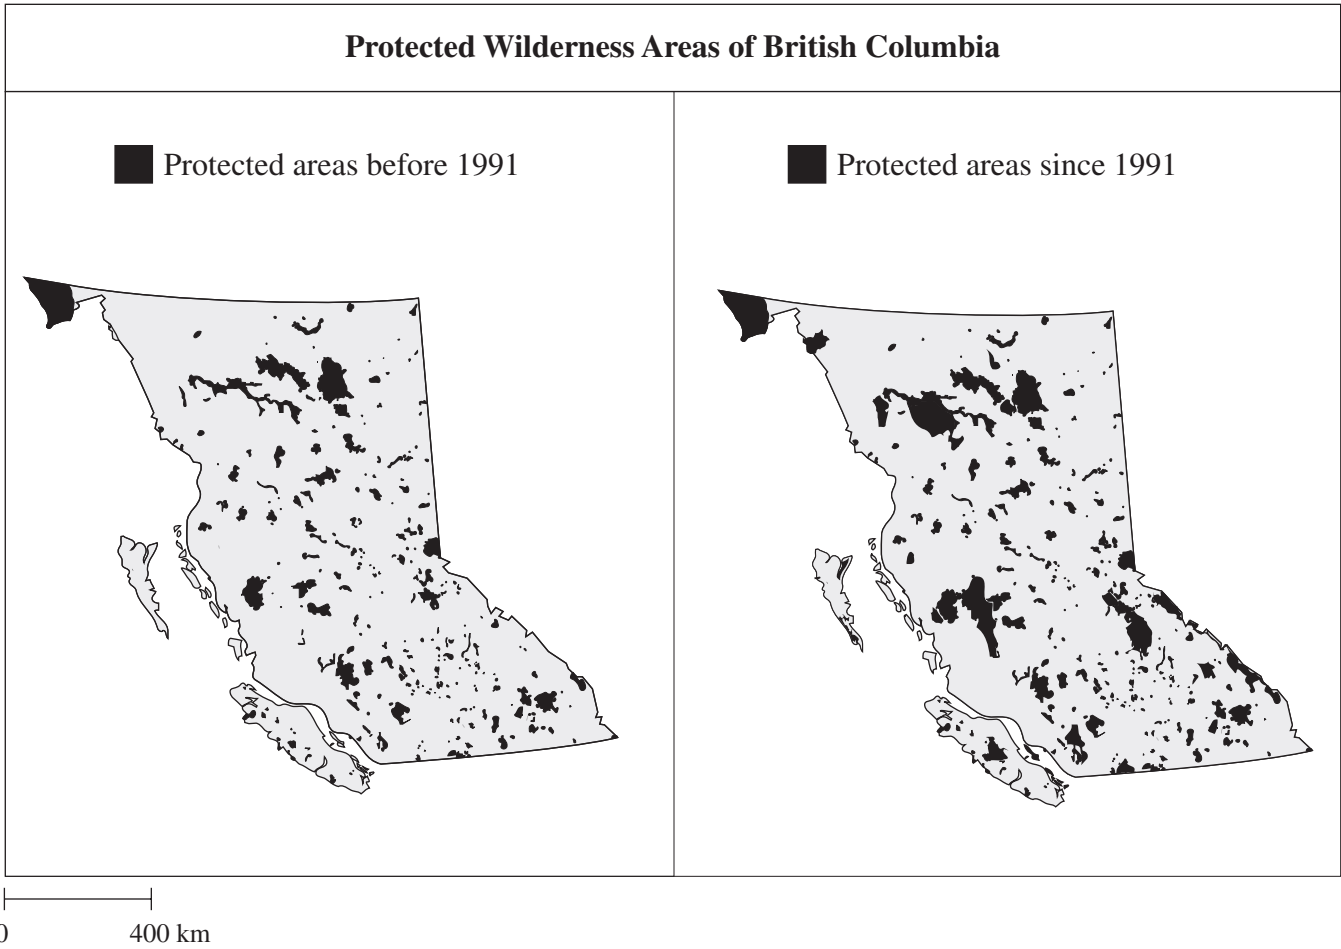 Protected Wilderness Areas of British Columbia
Protected areas before 1991
Protected areas since 1991
0
400 km